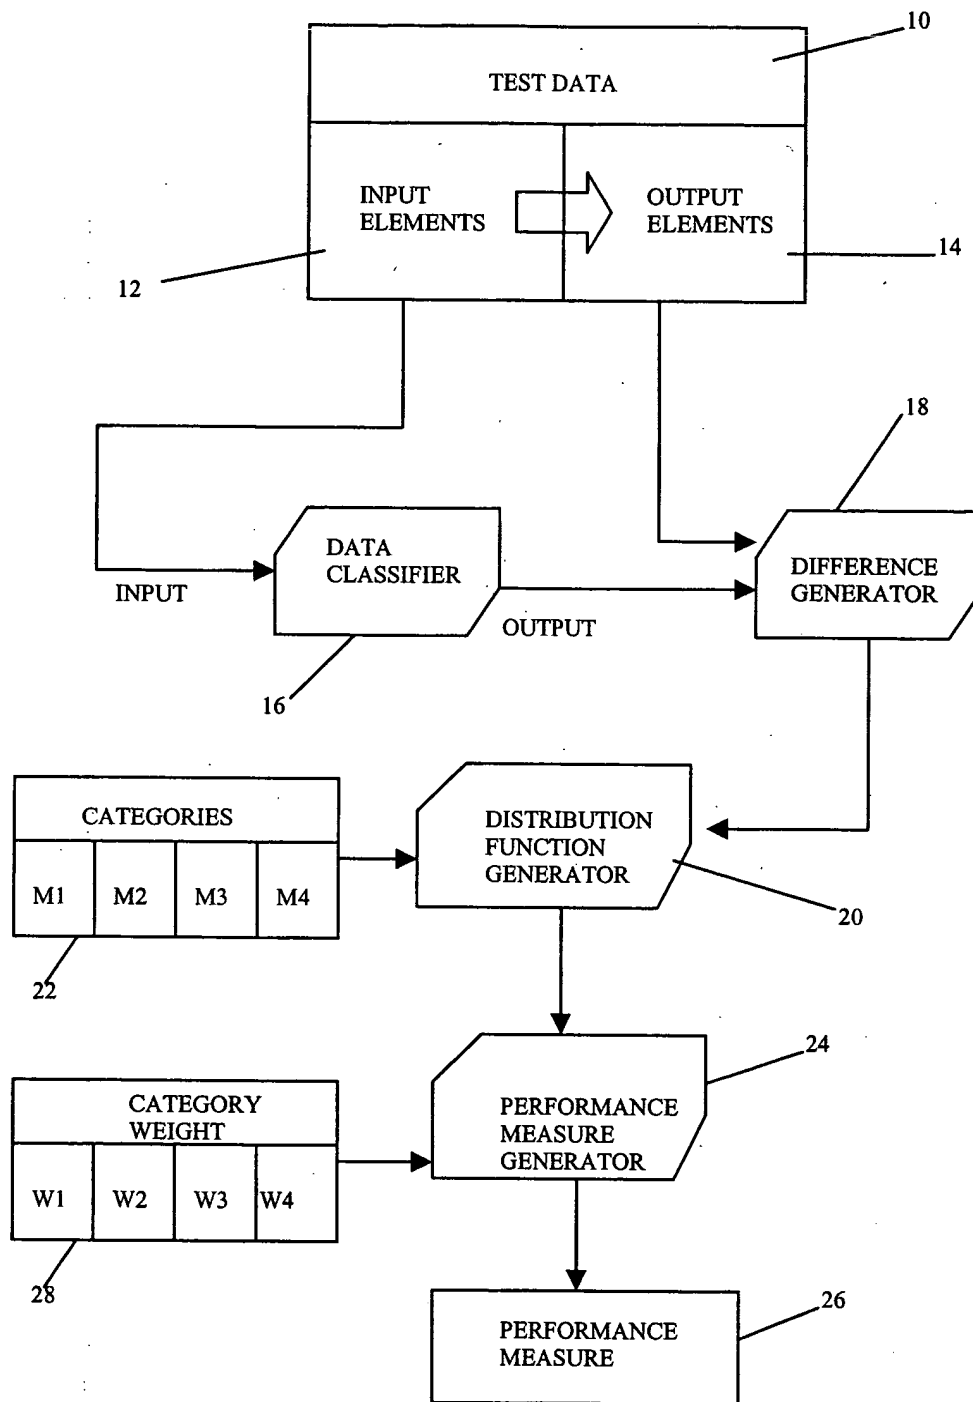 10
TEST DATA
INPUT
ELEMENTS
OUTPUT
ELEMENTS
12
14
18
DATA
CLASSIFIER
DIFFERENCE
GENERATOR
INPUT
OUTPUT
16
CATEGORIES
M1 M2 M3 M4
22
DISTRIBUTION
FUNCTION
GENERATOR
20
24
CATEGORY
WEIGHT
W1 W2 W3 W4
28
PERFORMANCE
MEASURE
GENERATOR
26
PERFORMANCE
MEASURE